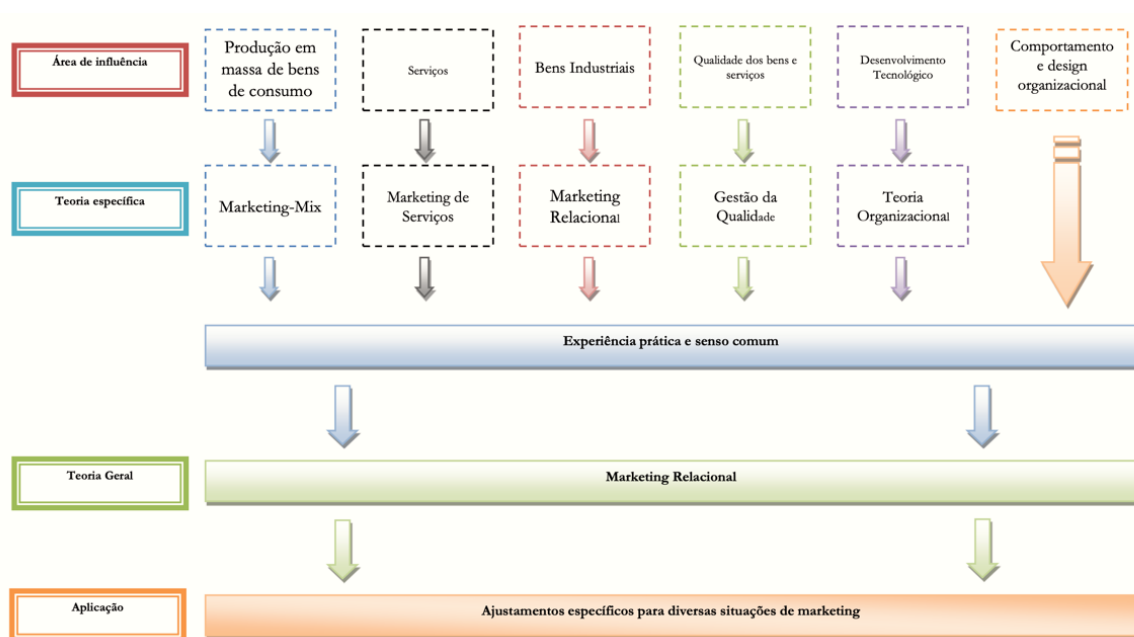 Área de influência
Produção em
massa de bens
de consumo
Serviços
Bens Industriais
Qualidade dos bens e
serviços
Desenvolvimento
Tecnológico
Comportamento
e design
organizacional
Teoria específica
Marketing-Mix
Marketing de
Serviços
Marketing
Relacional
Gestão da
Qualidade
Teoria
Organizacional
Experiência prática e senso comum
Teoria Geral
Marketing Relacional
Aplicação
Ajustamentos específicos para diversas situações de marketing